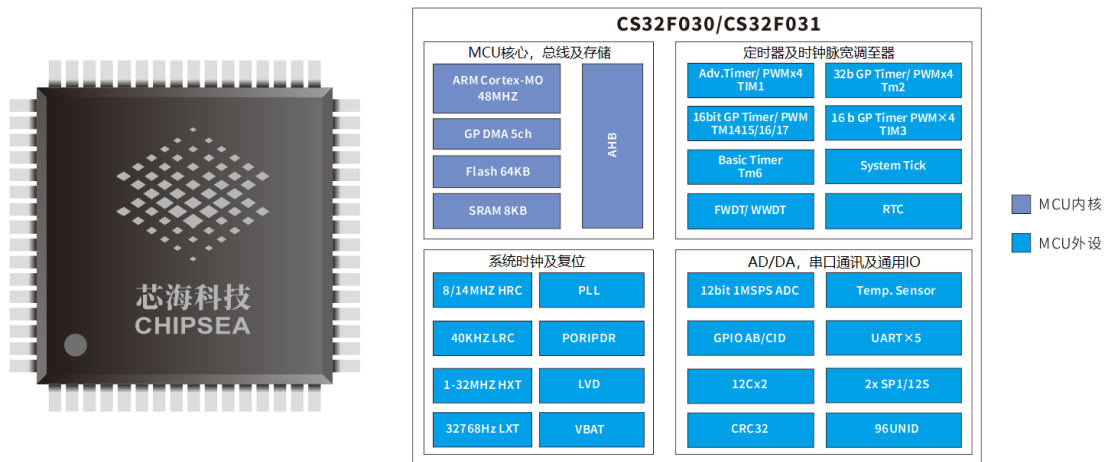 芯海科技
CHIPSEA
CS32F030/CS32F031
MCU核心，总线及存储
ARM Cortex-MO
48MHZ
GP DMA 5ch
Flash 64KB
SRAM 8KB
AHB
定时器及时钟脉宽调至器
Adv.Timer/ PWMx4
TIM1
32b GP Timer/ PWMx4
Tm2
16bit GP Timer/ PWM
TM1415/16/17
16 b GP Timer PWM×4
TIM3
Basic Timer
Tm6
System Tick
FWDT/ WWDT
RTC
系统时钟及复位
8/14MHZ HRC
PLL
40KHZ LRC
PORIPDR
1-32MHZ HXT
LVD
32768Hz LXT
VBAT
AD/DA，串口通讯及通用IO
12bit 1MSPS ADC
Temp. Sensor
GPIO AB/CID
UART×5
12Cx2
2x SP1/12S
CRC32
96UNID
MCU内核
MCU外设